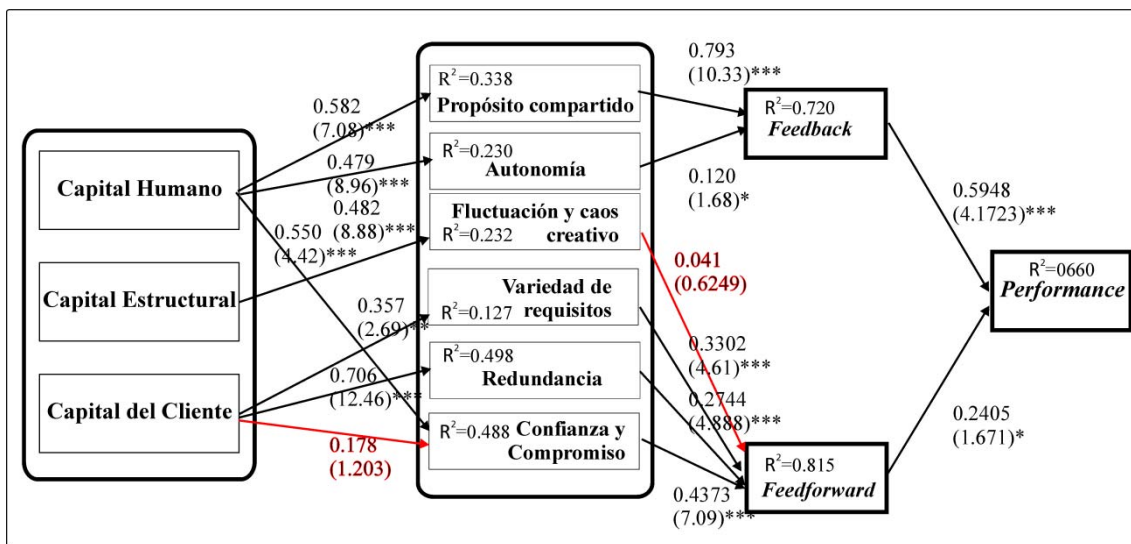 Capital Humano
Capital Estructural
Capital del Cliente
0.582
(7.08)***
0.479
(8.96)***
0.482
(8.88)***
0.550
(4.42)***
0.357
(2.69)**
0.706
(12.46)***
0.178
(1.203)
R²=0.338
Propósito compartido
R²=0.230
Autonomía
Fluctuación y caos
R²=0.232 creativo
Variedad de
R²=0.127 requisitos
R²=0.498
Redundancia
R²=0.488 Confianza y
Compromiso
0.793
(10.33)***
0.120
(1.68)*
0.041
(0.6249)
0.3302
(4.61)***
0.2744
(4.888)***
0.4373
(7.09)***
R²=0.720
Feedback
R²=0.815
Feedforward
0.5948
(4.1723)***
0.2405
(1.671)*
R²=0660
Performance